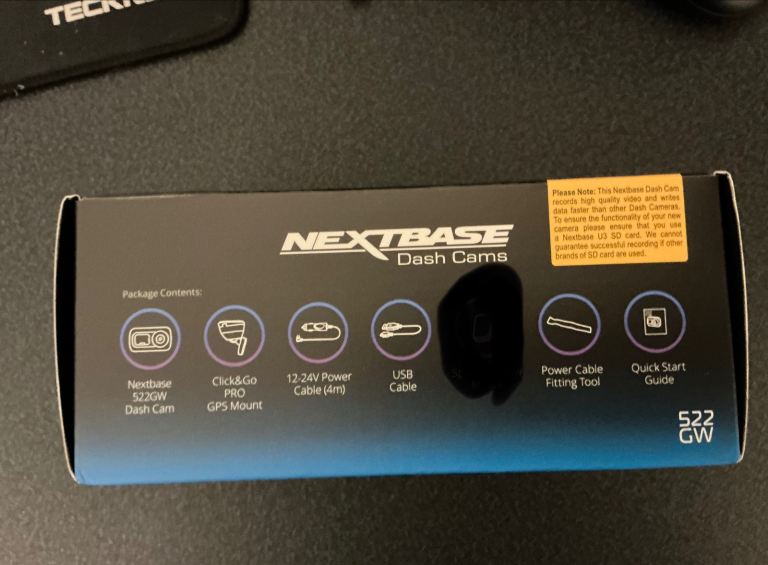 Please Note: This Nextbase Dash Cam
records high quality video and writes
data faster than other Dash Cameras.
To ensure the functionality of your new
camera please ensure that you use
a Nextbase U3 SD card. We cannot
guarantee successful recording if other
brands of SD card are used.
NEXTBASE
Dash Cams
Package Contents:
Nextbase
522GW
Dash Cam
Click&Go
PRO
GPS Mount
12-24V Power
Cable (4m)
USB
Cable
Power Cable
Fitting Tool
Quick Start
Guide
522
GW